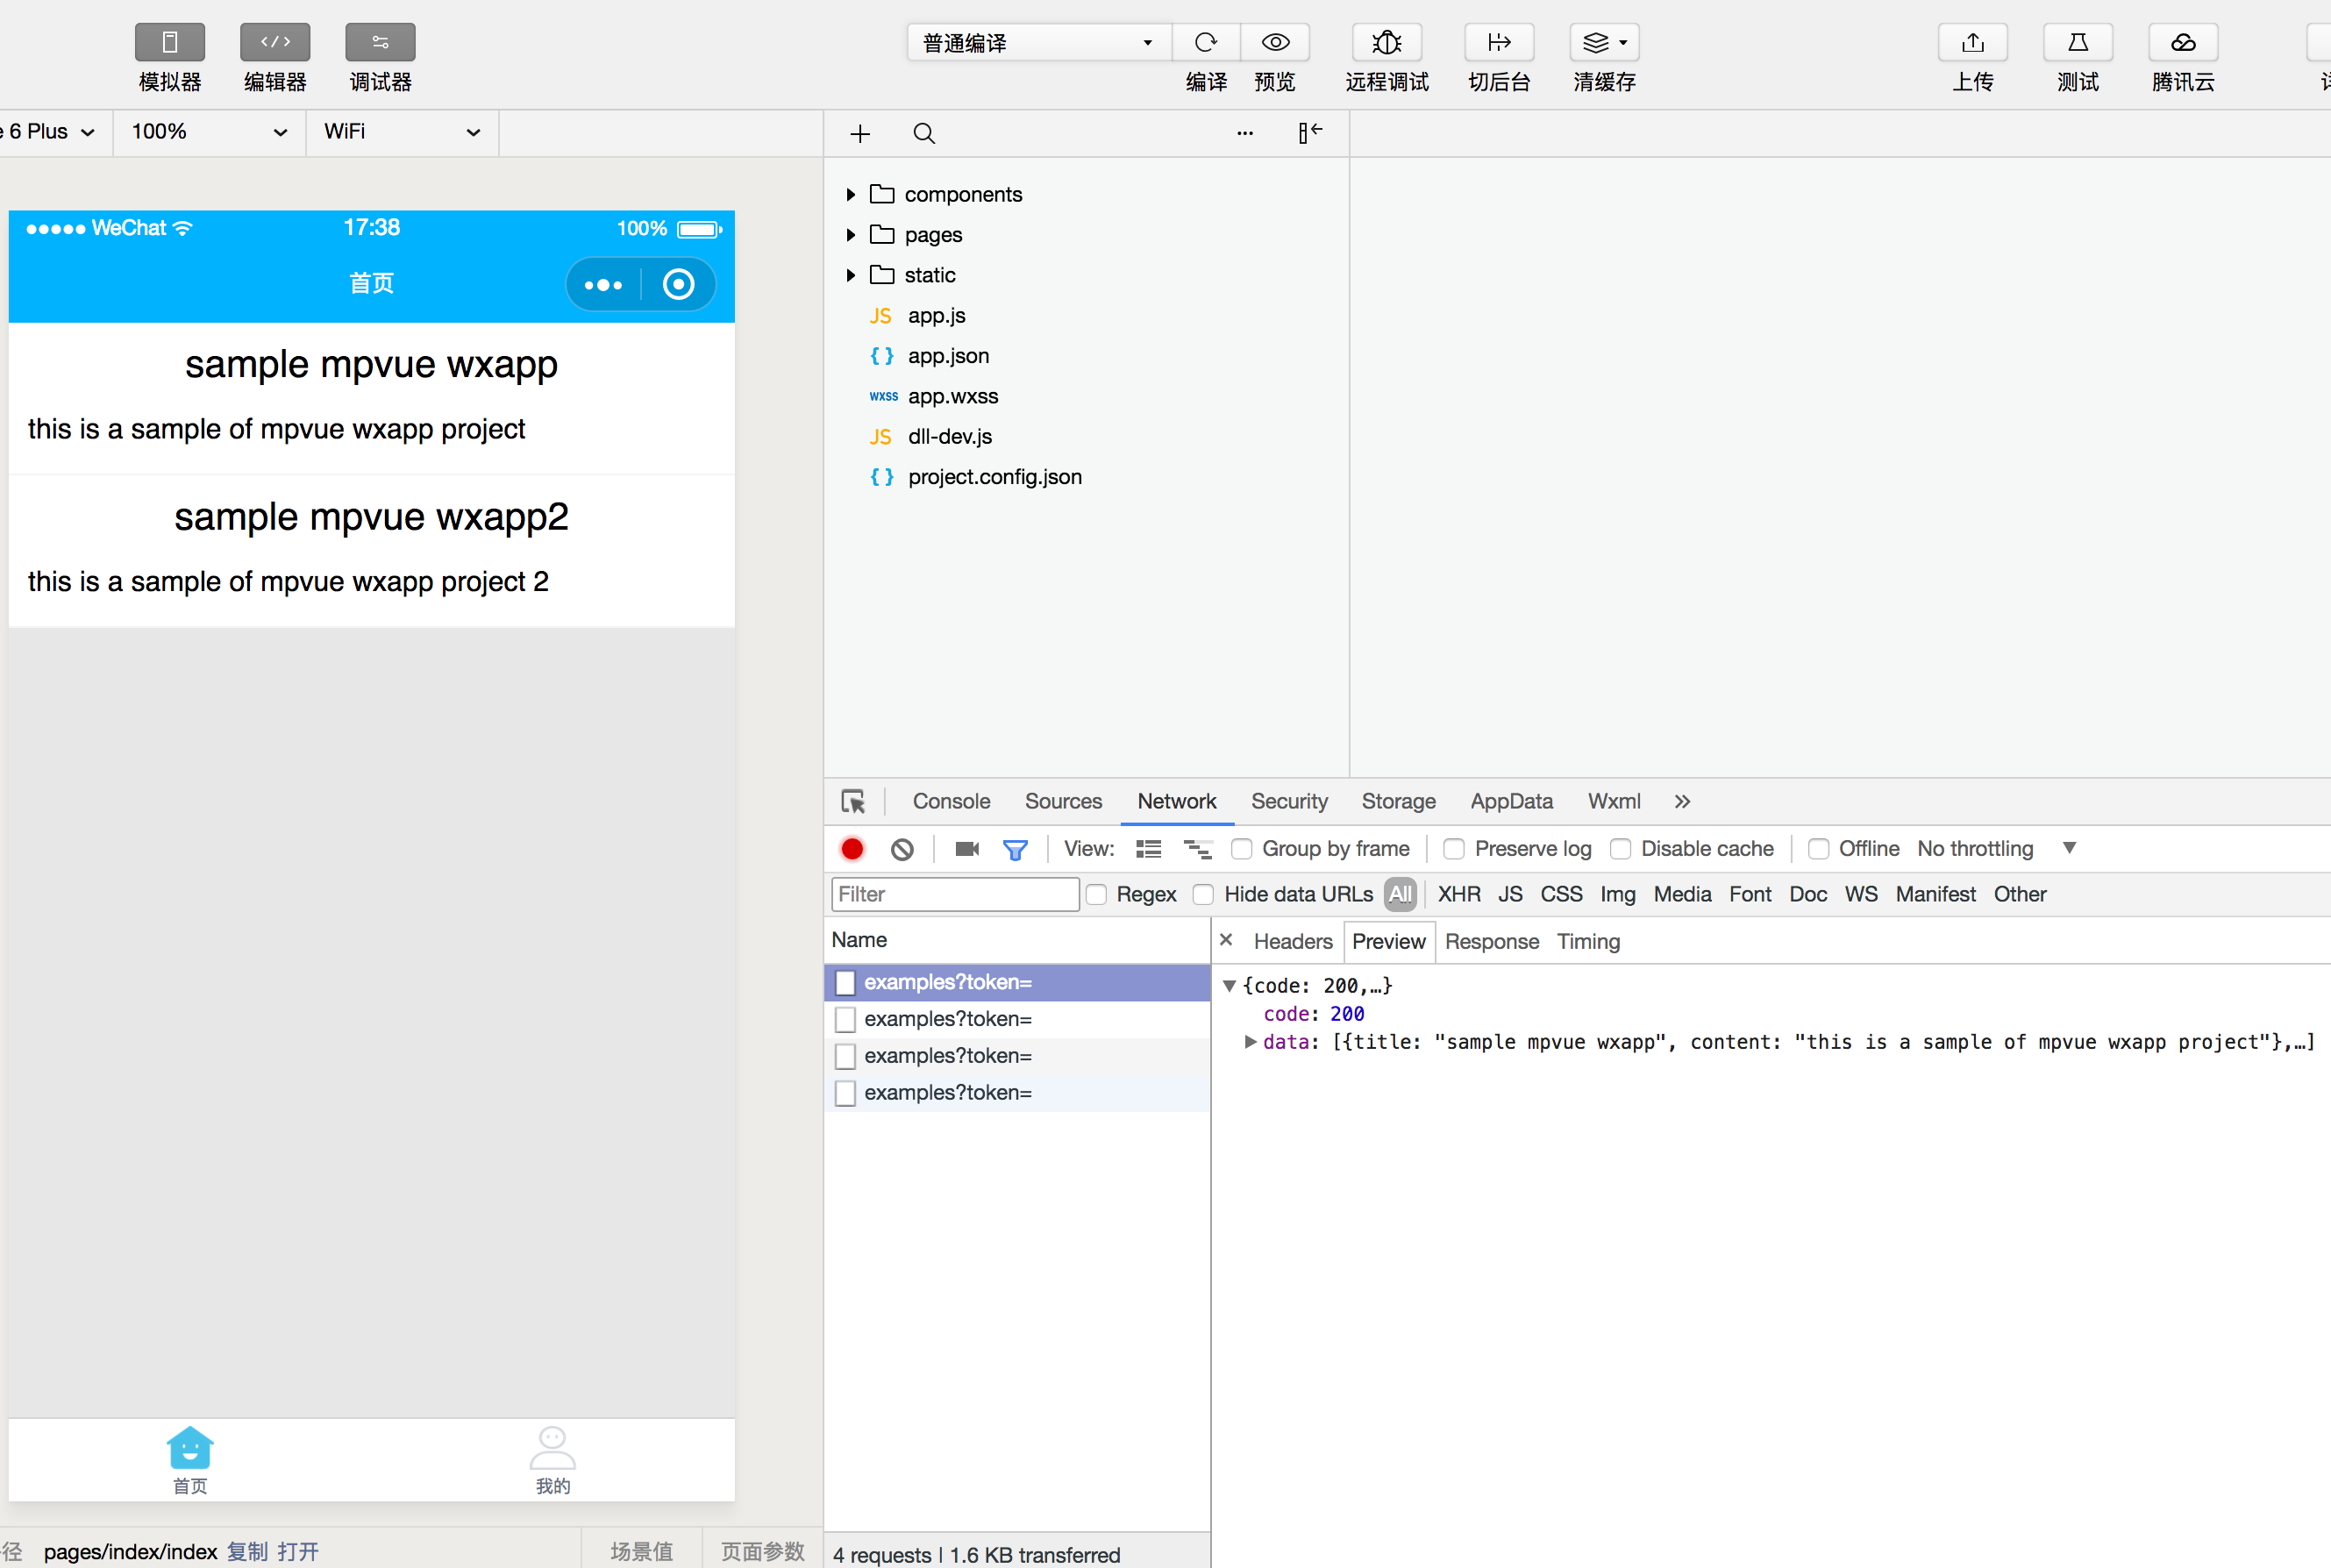 模拟器 编辑器 调试器 普通编译 编译 预览 远程调试 切后台 清缓存 上传 测试 腾讯云
6 Plus 100% WiFi
WeChat 17:38 100%
首页
sample mpvue wxapp
this is a sample of mpvue wxapp project
sample mpvue wxapp2
this is a sample of mpvue wxapp project 2
首页 我的
径 pages/index/index 复制 打开 场景值 页面参数
components
pages
static
JS app.js
{ } app.json
wxss app.wxss
JS dll-dev.js
{ } project.config.json
Console Sources Network Security Storage AppData Wxml »
View: Group by frame Preserve log Disable cache Offline No throttling
Filter Regex Hide data URLs All XHR JS CSS Img Media Font Doc WS Manifest Other
Name
examples?token=
examples?token=
examples?token=
examples?token=
4 requests | 1.6 KB transferred
× Headers Preview Response Timing
{code: 200,…}
code: 200
data: [{title: "sample mpvue wxapp", content: "this is a sample of mpvue wxapp project"},…]